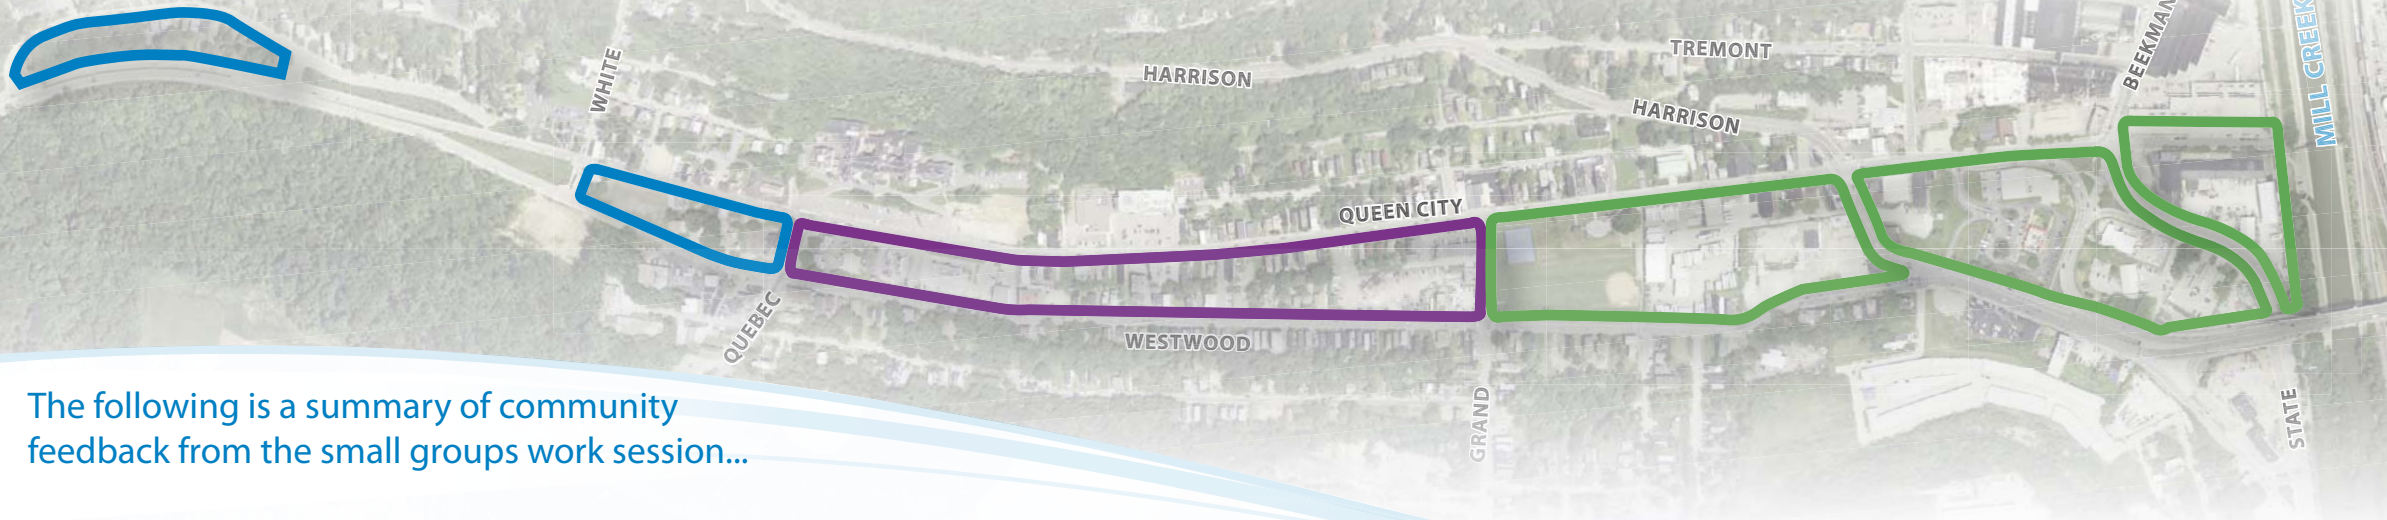 WHITE
HARRISON
TREMONT
BEEKMAN
MILL CREEK
HARRISON
QUEEN CITY
QUEBEC
WESTWOOD
GRAND
STATE
The following is a summary of community
feedback from the small groups work session...